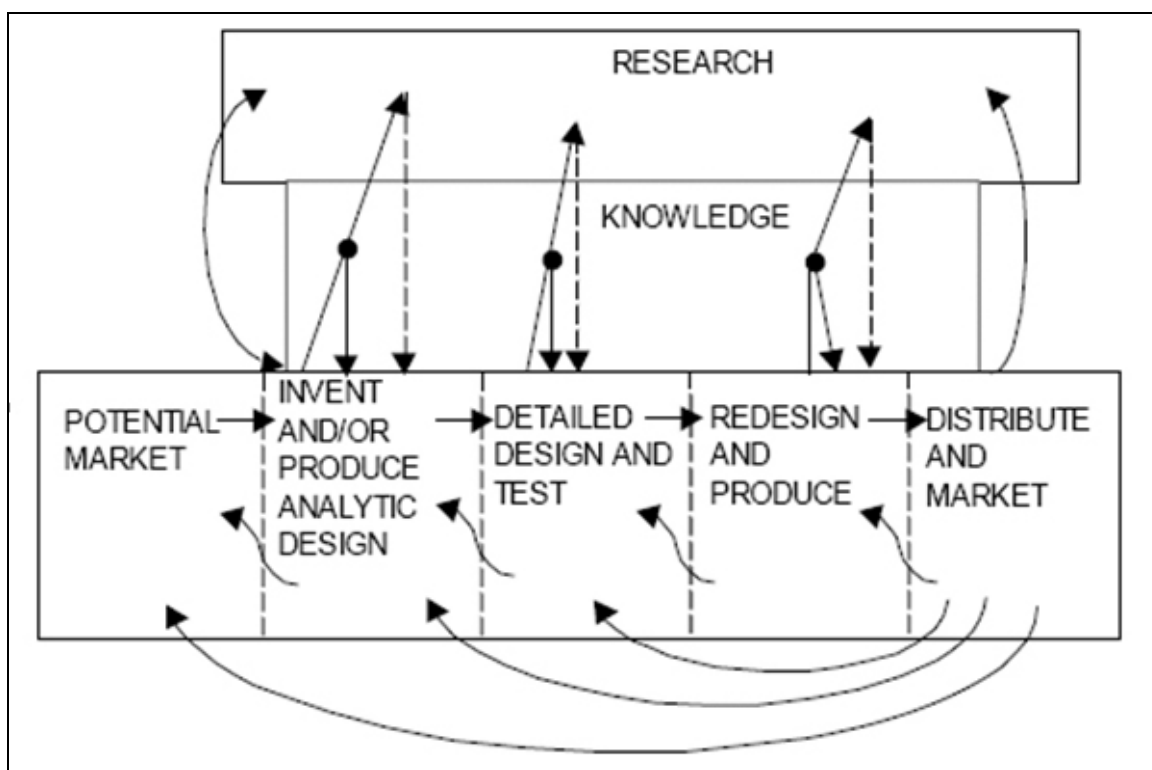 RESEARCH
KNOWLEDGE
POTENTIAL
MARKET
INVENT
AND/OR
PRODUCE
ANALYTIC
DESIGN
DETAILED
DESIGN AND
TEST
REDESIGN
AND
PRODUCE
DISTRIBUTE
AND
MARKET